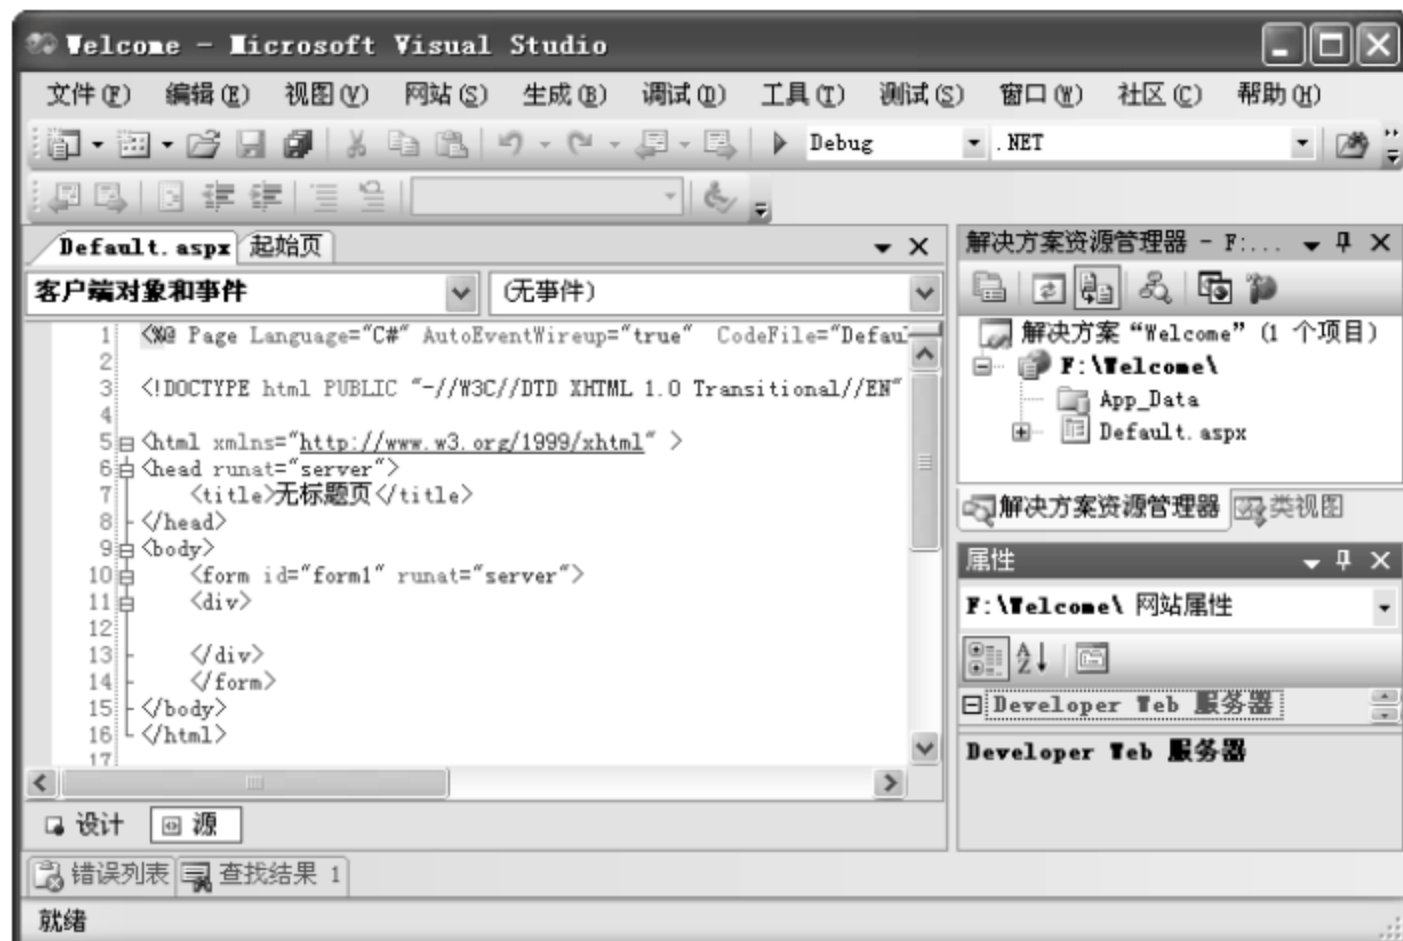 Welcome - Microsoft Visual Studio
文件(F) 编辑(E) 视图(V) 网站(S) 生成(B) 调试(D) 工具(T) 测试(S) 窗口(W) 社区(C) 帮助(H)
Debug .NET
Default.aspx 起始页
客户端对象和事件 (无事件)
1 <%@ Page Language="C#" AutoEventWireup="true" CodeFile="Defaul
2
3 <!DOCTYPE html PUBLIC "-//W3C//DTD XHTML 1.0 Transitional//EN"
4
5 <html xmlns="http://www.w3.org/1999/xhtml" >
6 <head runat="server">
7 <title>无标题页</title>
8 </head>
9 <body>
10 <form id="form1" runat="server">
11 <div>
12
13 </div>
14 </form>
15 </body>
16 </html>
17
设计 源
解决方案资源管理器 - F:...
解决方案 “Welcome” (1 个项目)
F:\Welcome\
App_Data
Default.aspx
解决方案资源管理器 类视图
属性
F:\Welcome\ 网站属性
Developer Web 服务器
Developer Web 服务器
错误列表 查找结果 1
就绪